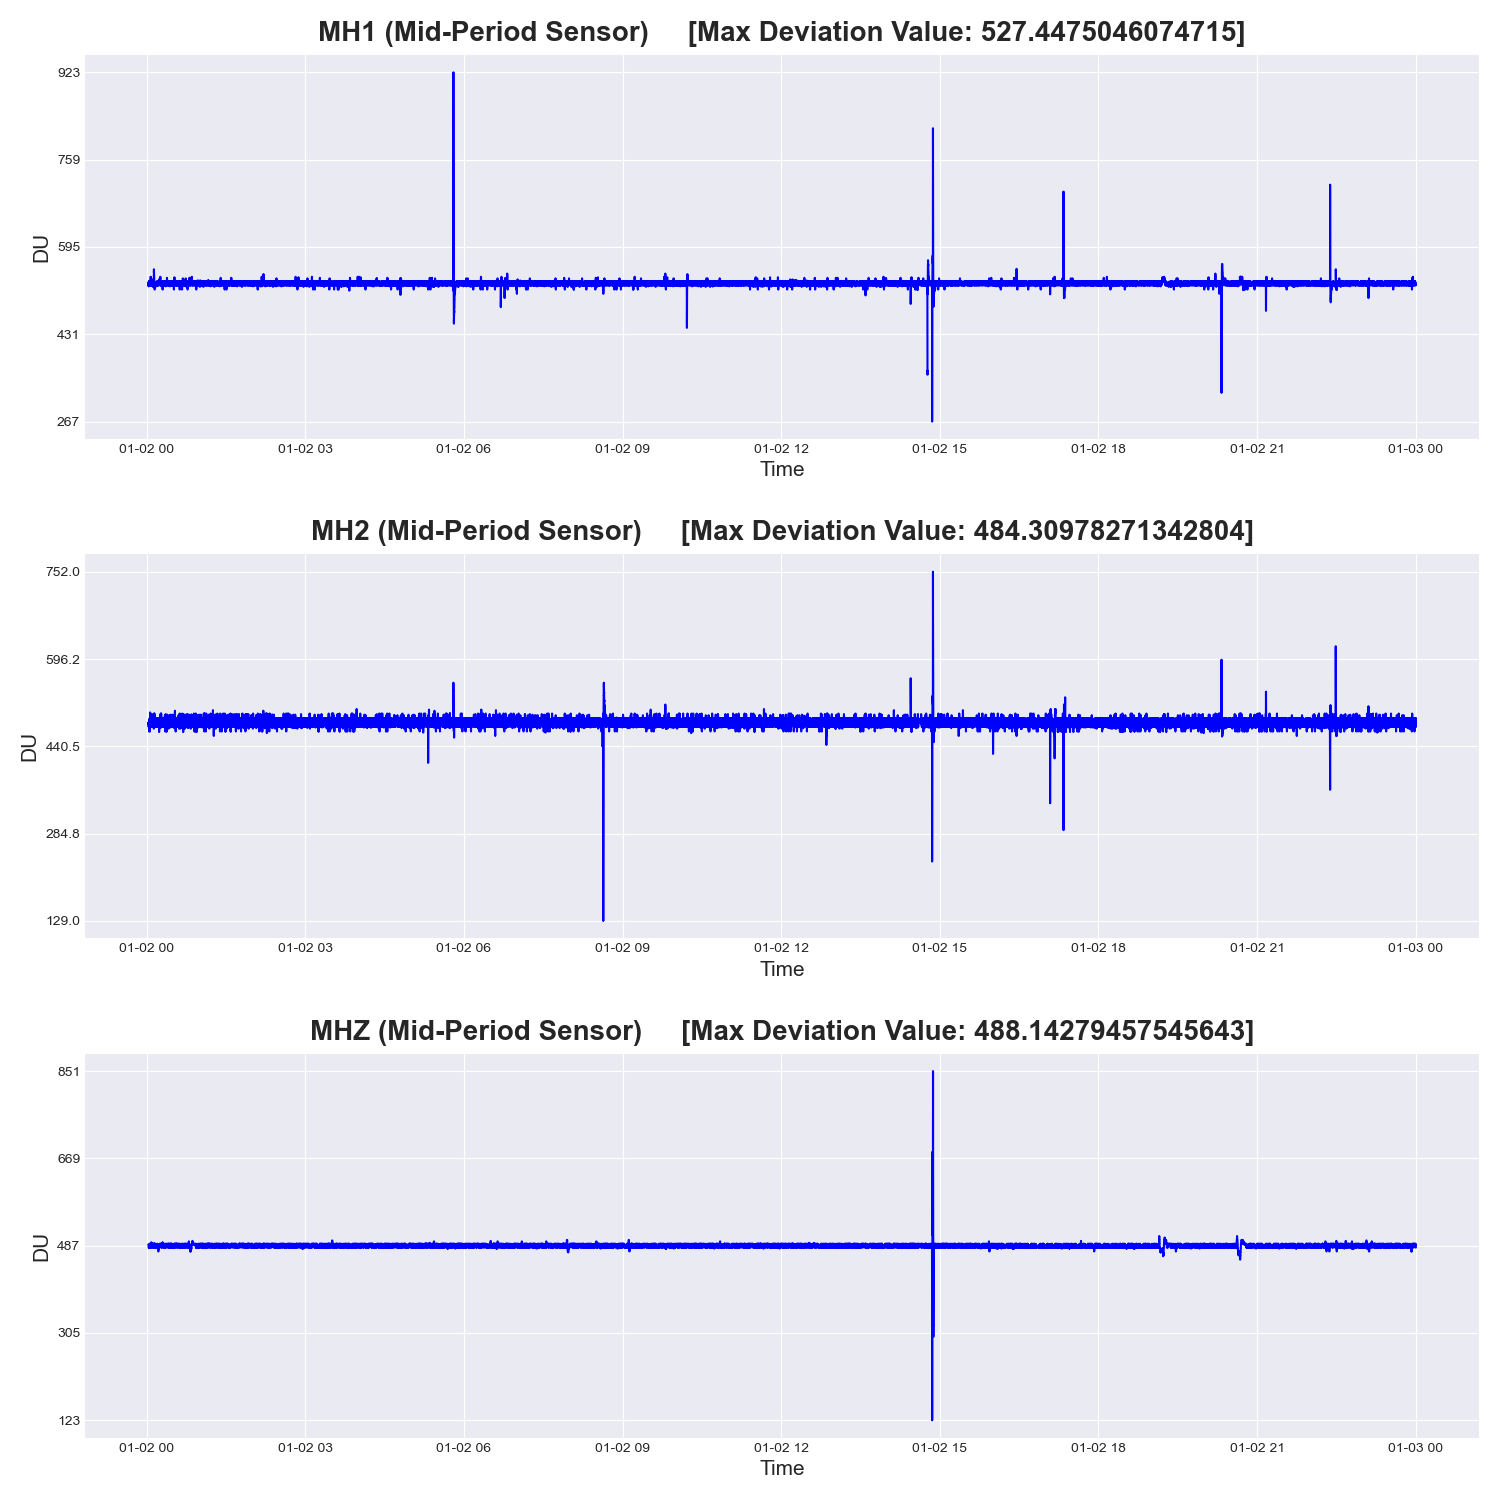 MH1 (Mid-Period Sensor) [Max Deviation Value: 527.4475046074715]
923
759
595
431
267
DU
01-02 00 01-02 03 01-02 06 01-02 09 01-02 12 01-02 15 01-02 18 01-02 21 01-03 00
Time
MH2 (Mid-Period Sensor) [Max Deviation Value: 484.30978271342804]
752.0
596.2
440.5
284.8
129.0
DU
01-02 00 01-02 03 01-02 06 01-02 09 01-02 12 01-02 15 01-02 18 01-02 21 01-03 00
Time
MHZ (Mid-Period Sensor) [Max Deviation Value: 488.14279457545643]
851
669
487
305
123
DU
01-02 00 01-02 03 01-02 06 01-02 09 01-02 12 01-02 15 01-02 18 01-02 21 01-03 00
Time